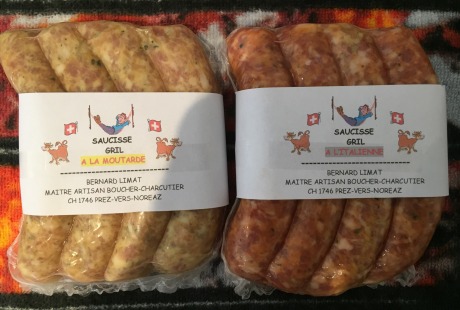 SAUCISSE
GRIL
A LA MOUTARDE
BERNARD LIMAT
MAITRE ARTISAN BOUCHER-CHARCUTIER
CH 1746 PREZ-VERS-NOREAZ
SAUCISSE
GRIL
A L'ITALIENNE
BERNARD LIMAT
MAITRE ARTISAN BOUCHER-CHARCUTIER
CH 1746 PREZ-VERS-NOREAZ